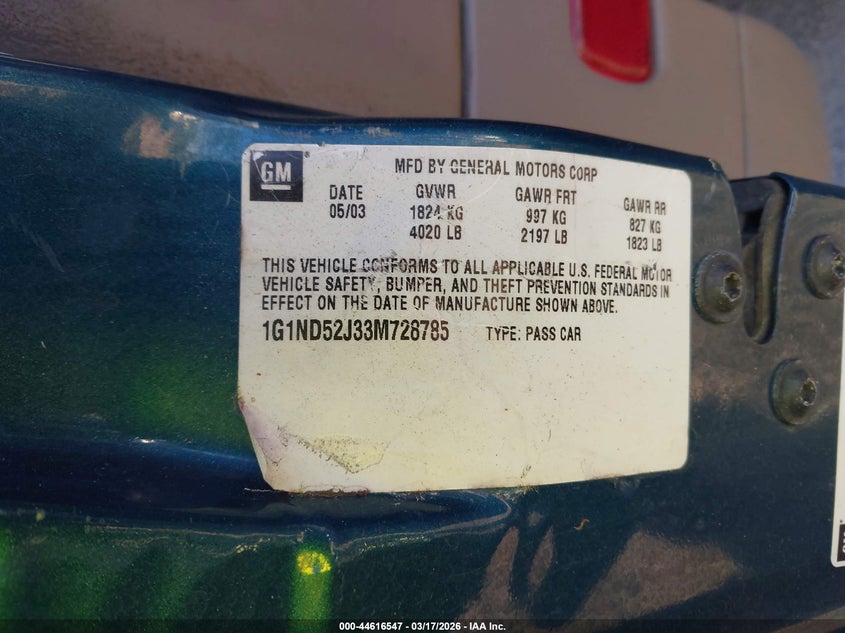 GM
MFD BY GENERAL MOTORS CORP
DATE GVWR GAWR FRT GAWR RR
05/03 1824 KG 997 KG 827 KG
4020 LB 2197 LB 1823 LB
THIS VEHICLE CONFORMS TO ALL APPLICABLE U.S. FEDERAL MOTOR
VEHICLE SAFETY, BUMPER, AND THEFT PREVENTION STANDARDS IN
EFFECT ON THE DATE OF MANUFACTURE SHOWN ABOVE.
1G1ND52J33M728785 TYPE: PASS CAR
000-44616547 — 03/17/2026 - IAA Inc.